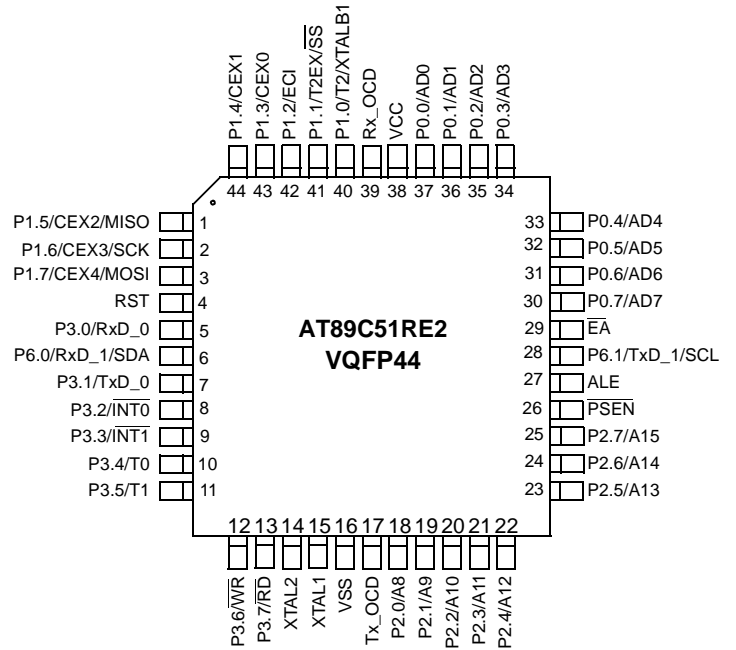 P1.4/CEX1
P1.3/CEX0
P1.2/ECI
P1.1/T2EX/S̅S̅
P1.0/T2/XTALB1
Rx_OCD
VCC
P0.0/AD0
P0.1/AD1
P0.2/AD2
P0.3/AD3
44 43 42 41 40 39 38 37 36 35 34
P1.5/CEX2/MISO 1
P1.6/CEX3/SCK 2
P1.7/CEX4/MOSI 3
RST 4
P3.0/RxD_0 5
P6.0/RxD_1/SDA 6
P3.1/TxD_0 7
P3.2/I̅N̅T̅0̅ 8
P3.3/I̅N̅T̅1̅ 9
P3.4/T0 10
P3.5/T1 11
AT89C51RE2
VQFP44
33 P0.4/AD4
32 P0.5/AD5
31 P0.6/AD6
30 P0.7/AD7
29 E̅A̅
28 P6.1/TxD_1/SCL
27 ALE
26 P̅S̅E̅N̅
25 P2.7/A15
24 P2.6/A14
23 P2.5/A13
12 13 14 15 16 17 18 19 20 21 22
P3.6/W̅R̅
P3.7/R̅D̅
XTAL2
XTAL1
VSS
Tx_OCD
P2.0/A8
P2.1/A9
P2.2/A10
P2.3/A11
P2.4/A12